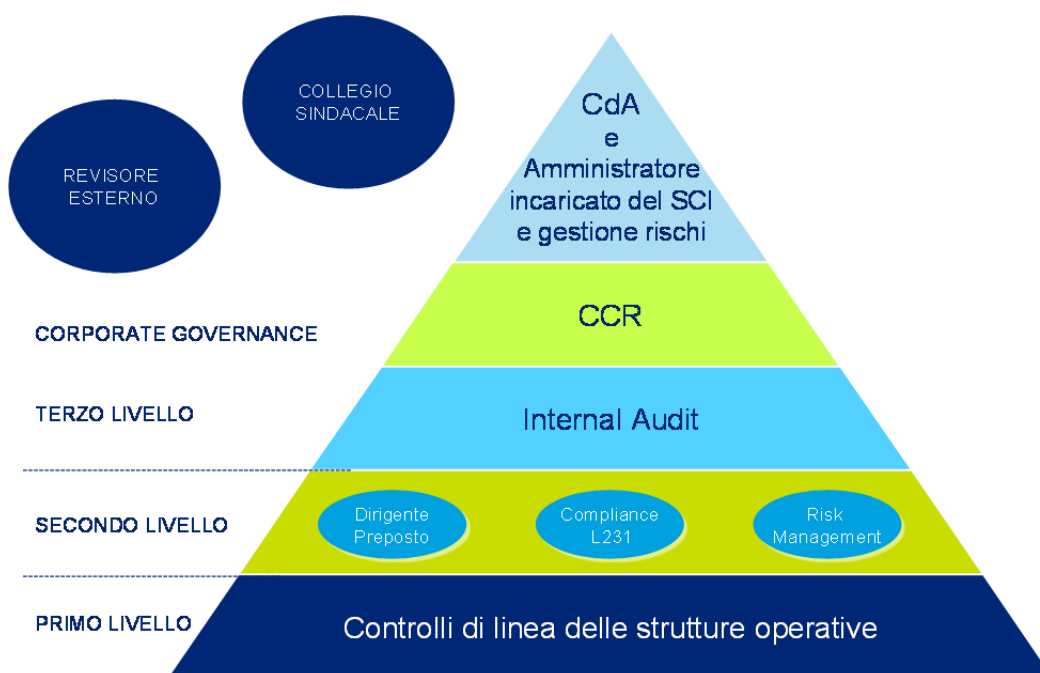 COLLEGIO
SINDACALE
REVISORE
ESTERNO
CdA
e
Amministratore
incaricato del SCI
e gestione rischi
CORPORATE GOVERNANCE
CCR
TERZO LIVELLO
Internal Audit
SECONDO LIVELLO
Dirigente
Preposto
Compliance
L231
Risk
Management
PRIMO LIVELLO
Controlli di linea delle strutture operative